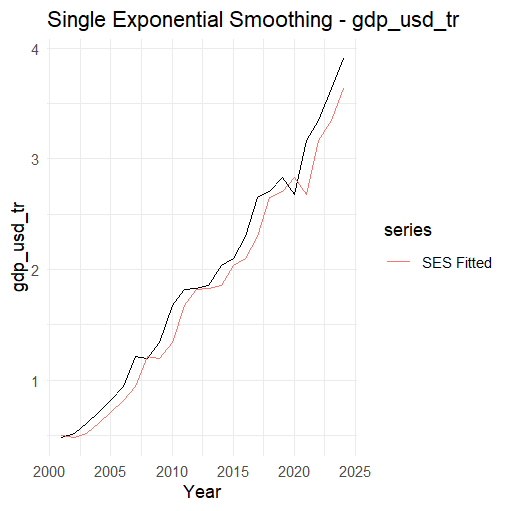 Single Exponential Smoothing - gdp_usd_tr
4
3
2
1
gdp_usd_tr
2000 2005 2010 2015 2020 2025
Year
series
SES Fitted